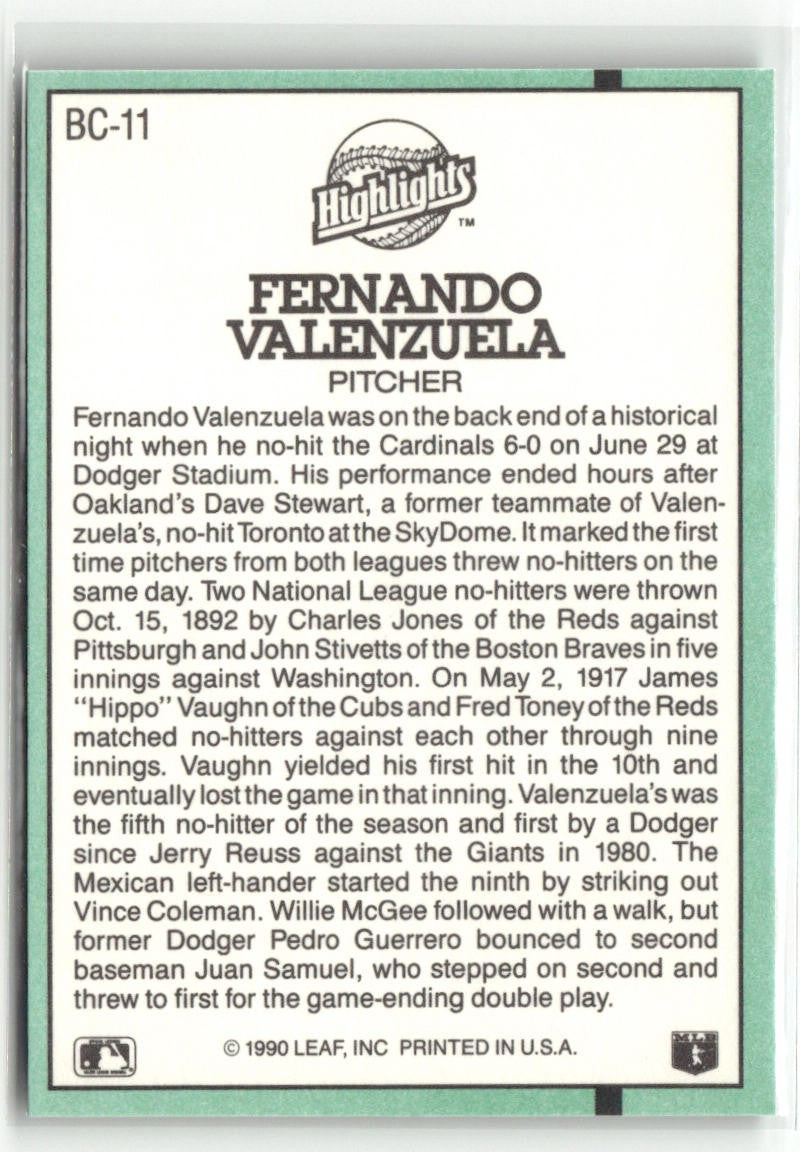 BC-11
Highlights™
FERNANDO
VALENZUELA
PITCHER
Fernando Valenzuela was on the back end of a historical
night when he no-hit the Cardinals 6-0 on June 29 at
Dodger Stadium. His performance ended hours after
Oakland's Dave Stewart, a former teammate of Valen-
zuela's, no-hit Toronto at the SkyDome. It marked the first
time pitchers from both leagues threw no-hitters on the
same day. Two National League no-hitters were thrown
Oct. 15, 1892 by Charles Jones of the Reds against
Pittsburgh and John Stivetts of the Boston Braves in five
innings against Washington. On May 2, 1917 James
"Hippo" Vaughn of the Cubs and Fred Toney of the Reds
matched no-hitters against each other through nine
innings. Vaughn yielded his first hit in the 10th and
eventually lost the game in that inning. Valenzuela's was
the fifth no-hitter of the season and first by a Dodger
since Jerry Reuss against the Giants in 1980. The
Mexican left-hander started the ninth by striking out
Vince Coleman. Willie McGee followed with a walk, but
former Dodger Pedro Guerrero bounced to second
baseman Juan Samuel, who stepped on second and
threw to first for the game-ending double play.
© 1990 LEAF, INC PRINTED IN U.S.A.
MLB